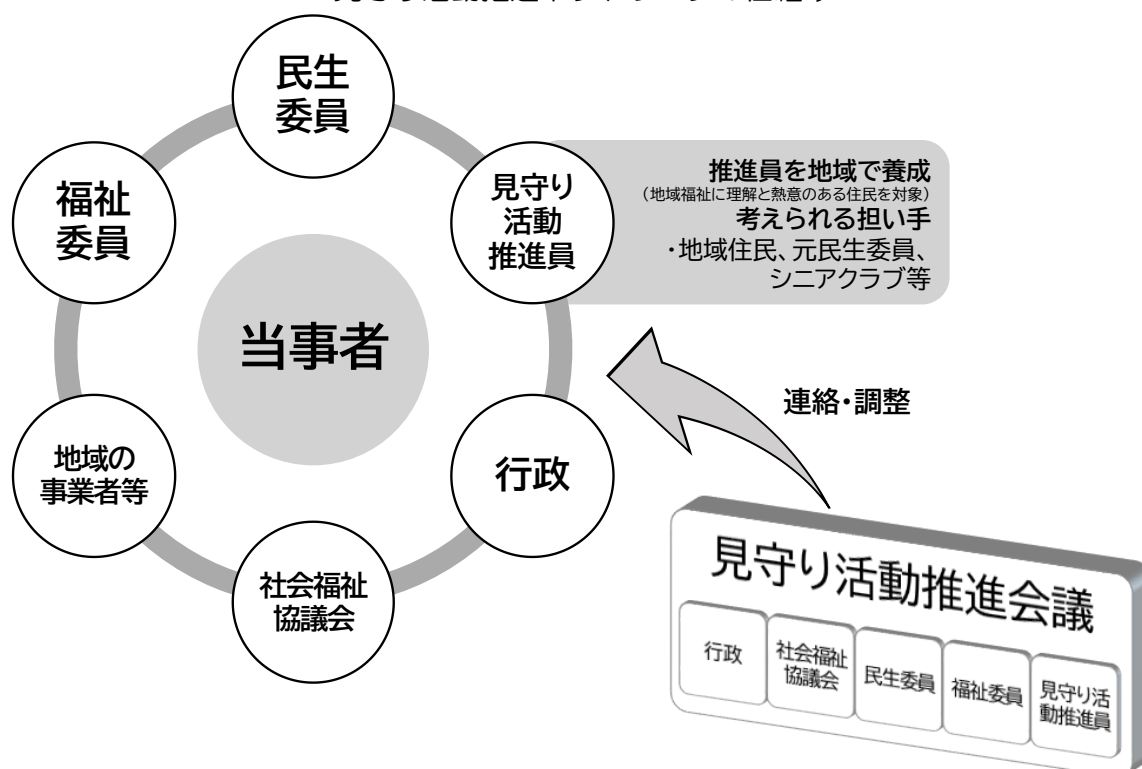 民生
委員
見守り
活動
推進員
推進員を地域で養成
（地域福祉に理解と熱意のある住民を対象）
考えられる担い手
・地域住民、元民生委員、
シニアクラブ等
福祉
委員
当事者
地域の
事業者等
行政
社会福祉
協議会
連絡・調整
見守り活動推進会議
行政
社会福祉
協議会
民生委員
福祉委員
見守り活
動推進員